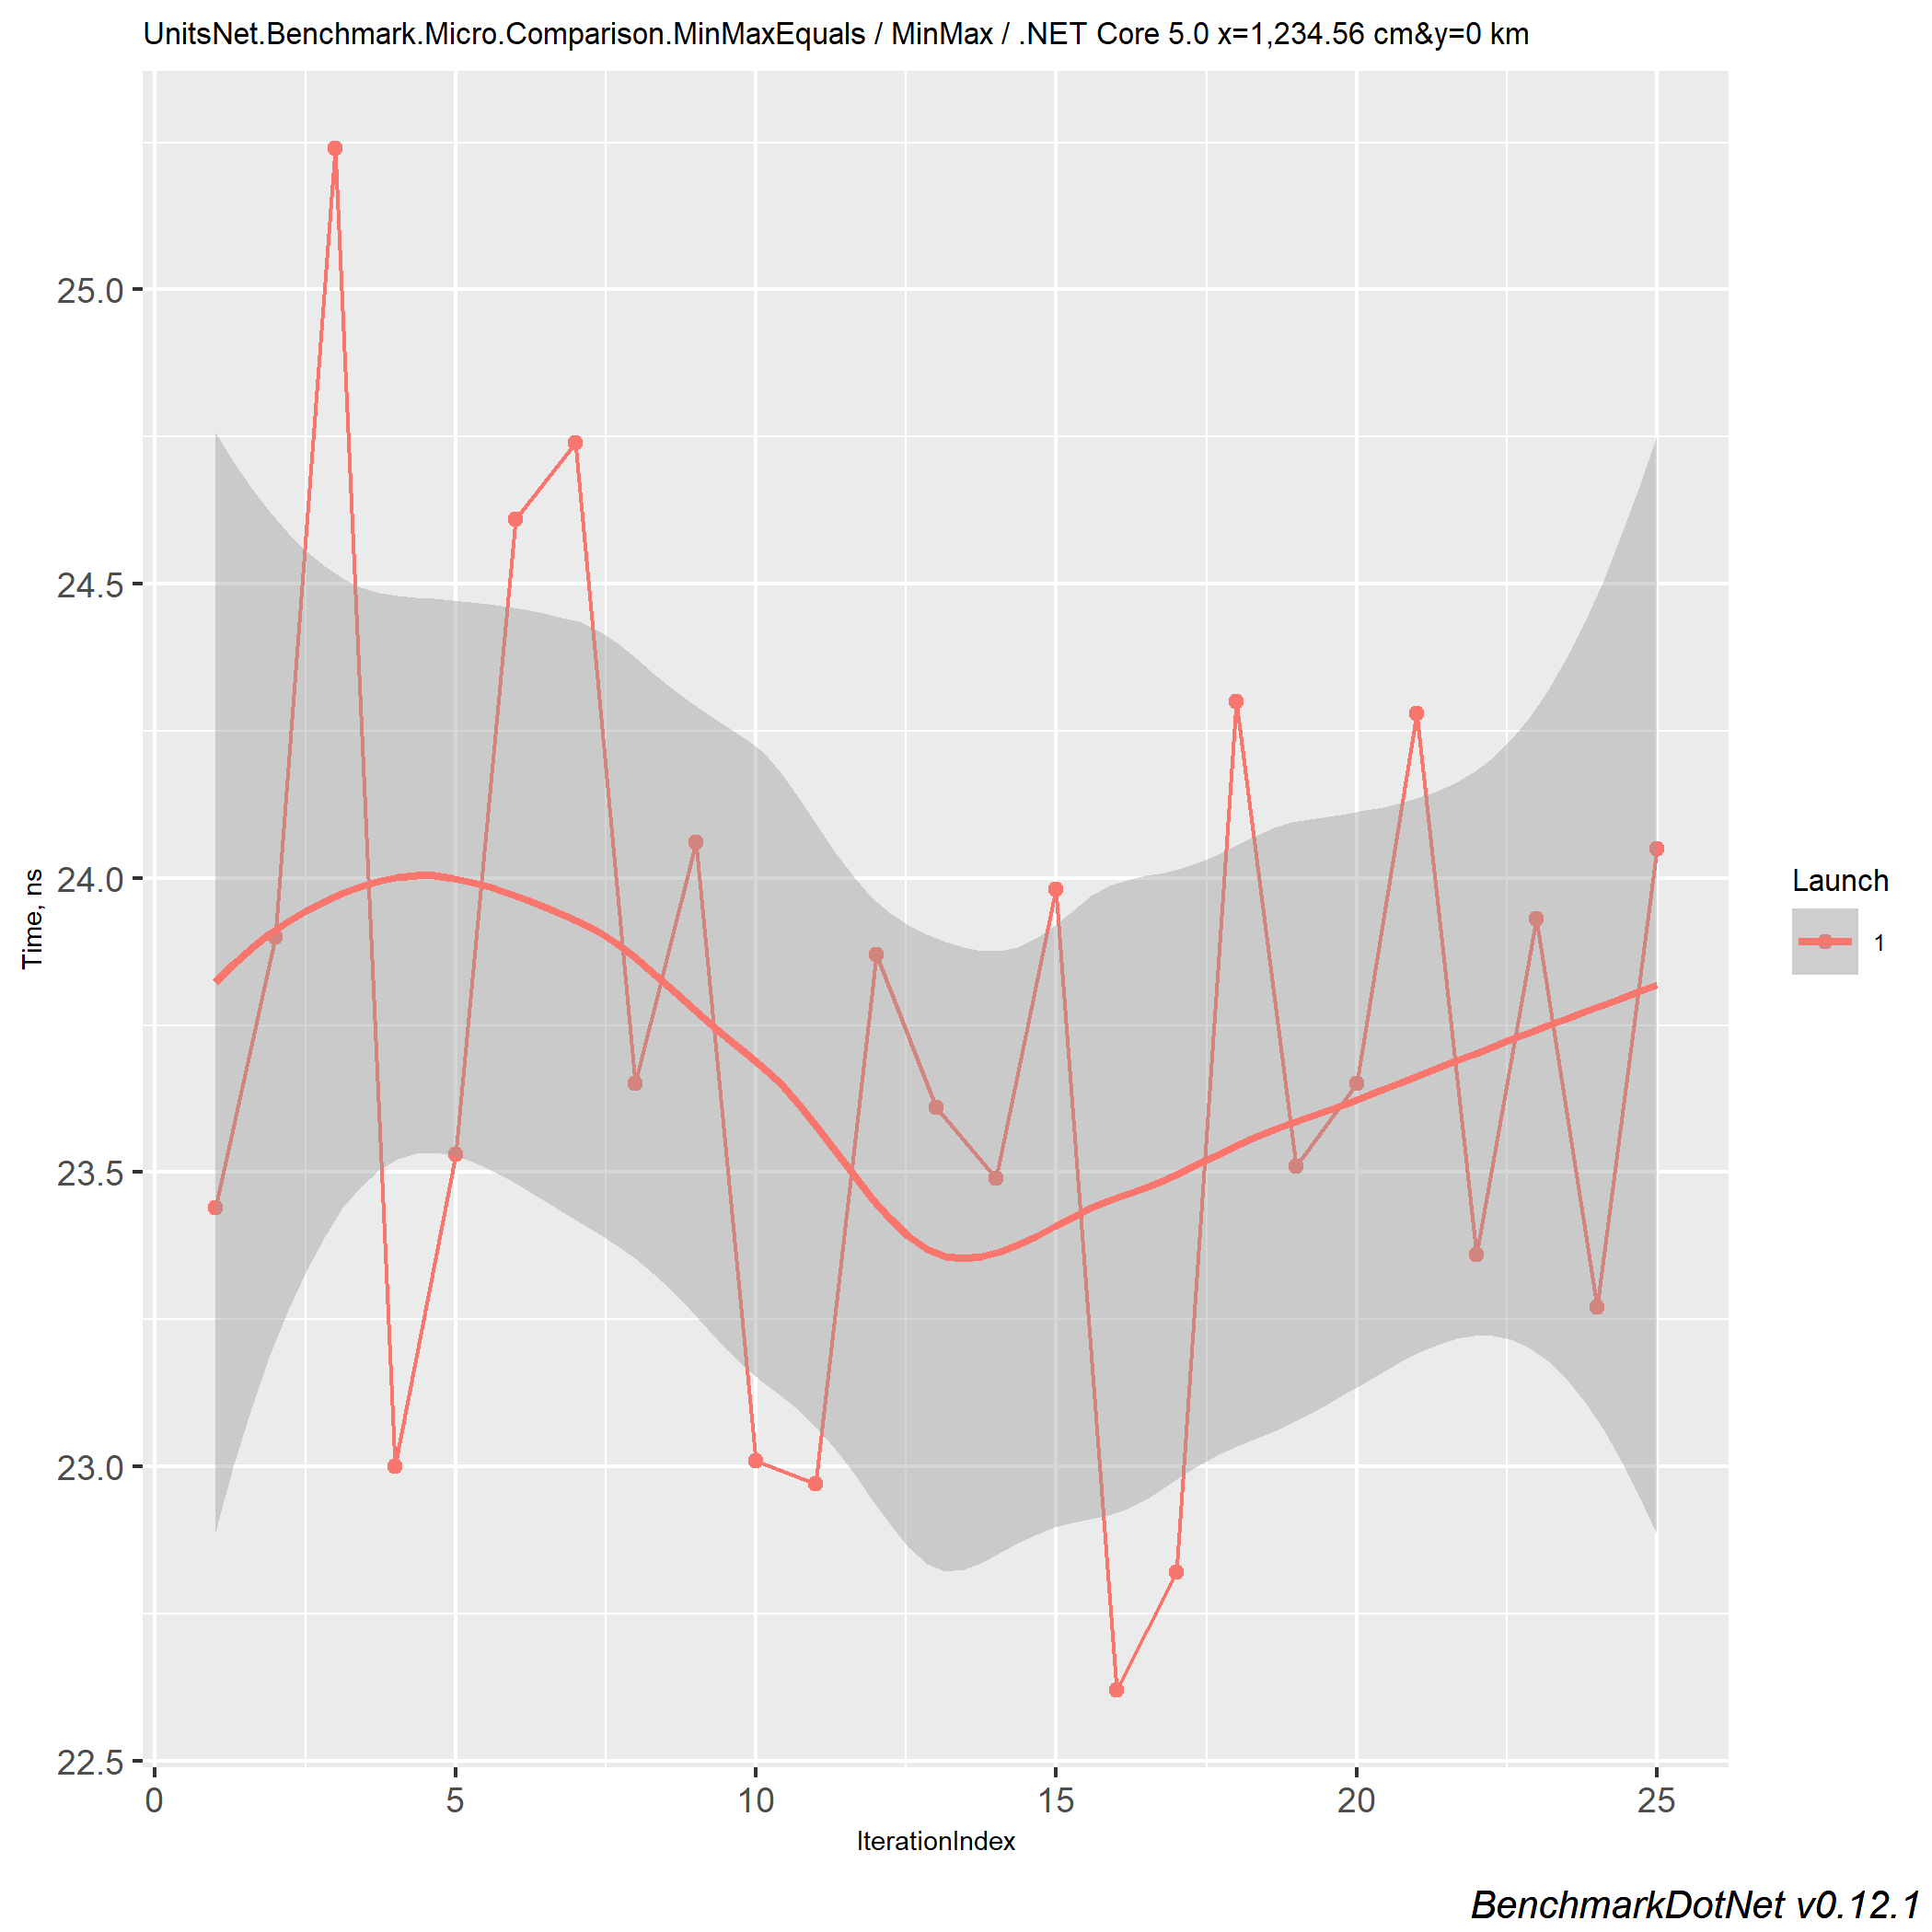 UnitsNet.Benchmark.Micro.Comparison.MinMaxEquals / MinMax / .NET Core 5.0 x=1,234.56 cm&y=0 km
25.0
24.5
24.0
23.5
23.0
22.5
Time, ns
0 5 10 15 20 25
IterationIndex
Launch
1
BenchmarkDotNet v0.12.1